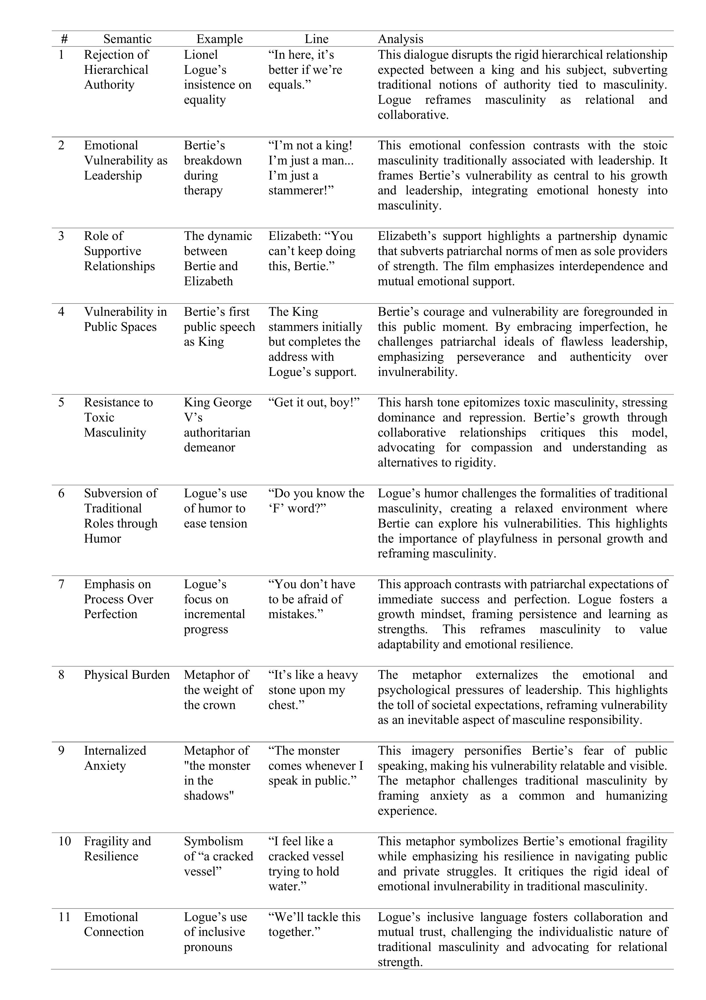 # Semantic Example Line Analysis
1 Rejection of Hierarchical Authority
Lionel Logue’s insistence on equality
“In here, it’s better if we’re equals.”
This dialogue disrupts the rigid hierarchical relationship
expected between a king and his subject, subverting
traditional notions of authority tied to masculinity.
Logue reframes masculinity as relational and
collaborative.
2 Emotional Vulnerability as Leadership
Bertie’s breakdown during therapy
“I’m not a king! I’m just a man... I’m just a stammerer!”
This emotional confession contrasts with the stoic
masculinity traditionally associated with leadership. It
frames Bertie’s vulnerability as central to his growth
and leadership, integrating emotional honesty into
masculinity.
3 Role of Supportive Relationships
The dynamic between Bertie and Elizabeth
Elizabeth: “You can’t keep doing this, Bertie.”
Elizabeth’s support highlights a partnership dynamic
that subverts patriarchal norms of men as sole providers
of strength. The film emphasizes interdependence and
mutual emotional support.
4 Vulnerability in Public Spaces
Bertie’s first public speech as King
The King stammers initially but completes the address with Logue’s support.
Bertie’s courage and vulnerability are foregrounded in
this public moment. By embracing imperfection, he
challenges patriarchal ideals of flawless leadership,
emphasizing perseverance and authenticity over
invulnerability.
5 Resistance to Toxic Masculinity
King George V’s authoritarian demeanor
“Get it out, boy!”
This harsh tone epitomizes toxic masculinity, stressing
dominance and repression. Bertie’s growth through
collaborative relationships critiques this model,
advocating for compassion and understanding as
alternatives to rigidity.
6 Subversion of Traditional Roles through Humor
Logue’s use of humor to ease tension
“Do you know the ‘F’ word?”
Logue’s humor challenges the formalities of traditional
masculinity, creating a relaxed environment where
Bertie can explore his vulnerabilities. This highlights
the importance of playfulness in personal growth and
reframing masculinity.
7 Emphasis on Process Over Perfection
Logue’s focus on incremental progress
“You don’t have to be afraid of mistakes.”
This approach contrasts with patriarchal expectations of
immediate success and perfection. Logue fosters a
growth mindset, framing persistence and learning as
strengths. This reframes masculinity to value
adaptability and emotional resilience.
8 Physical Burden
Metaphor of the weight of the crown
“It’s like a heavy stone upon my chest.”
The metaphor externalizes the emotional and
psychological pressures of leadership. This highlights
the toll of societal expectations, reframing vulnerability
as an inevitable aspect of masculine responsibility.
9 Internalized Anxiety
Metaphor of "the monster in the shadows"
“The monster comes whenever I speak in public.”
This imagery personifies Bertie’s fear of public
speaking, making his vulnerability relatable and visible.
The metaphor challenges traditional masculinity by
framing anxiety as a common and humanizing
experience.
10 Fragility and Resilience
Symbolism of “a cracked vessel”
“I feel like a cracked vessel trying to hold water.”
This metaphor symbolizes Bertie’s emotional fragility
while emphasizing his resilience in navigating public
and private struggles. It critiques the rigid ideal of
emotional invulnerability in traditional masculinity.
11 Emotional Connection
Logue’s use of inclusive pronouns
“We’ll tackle this together.”
Logue’s inclusive language fosters collaboration and
mutual trust, challenging the individualistic nature of
traditional masculinity and advocating for relational
strength.